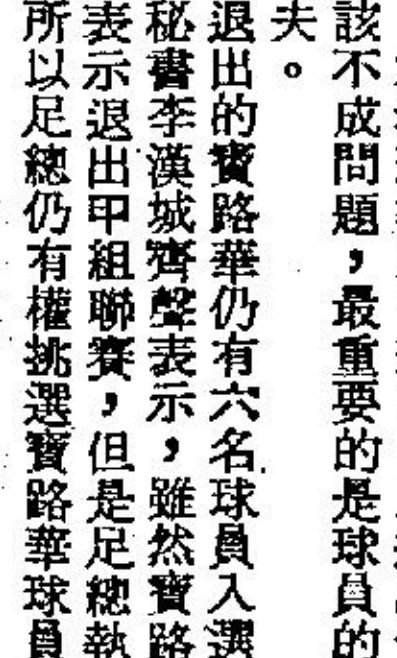 該不成問題，最重要的是球員的
夫。
退出的寶路華仍有六名球員入選
秘書李漢城齊聲表示，雖然寶路
表示退出甲組聯賽，但是足總執
所以足總仍有權挑選寶路華球員